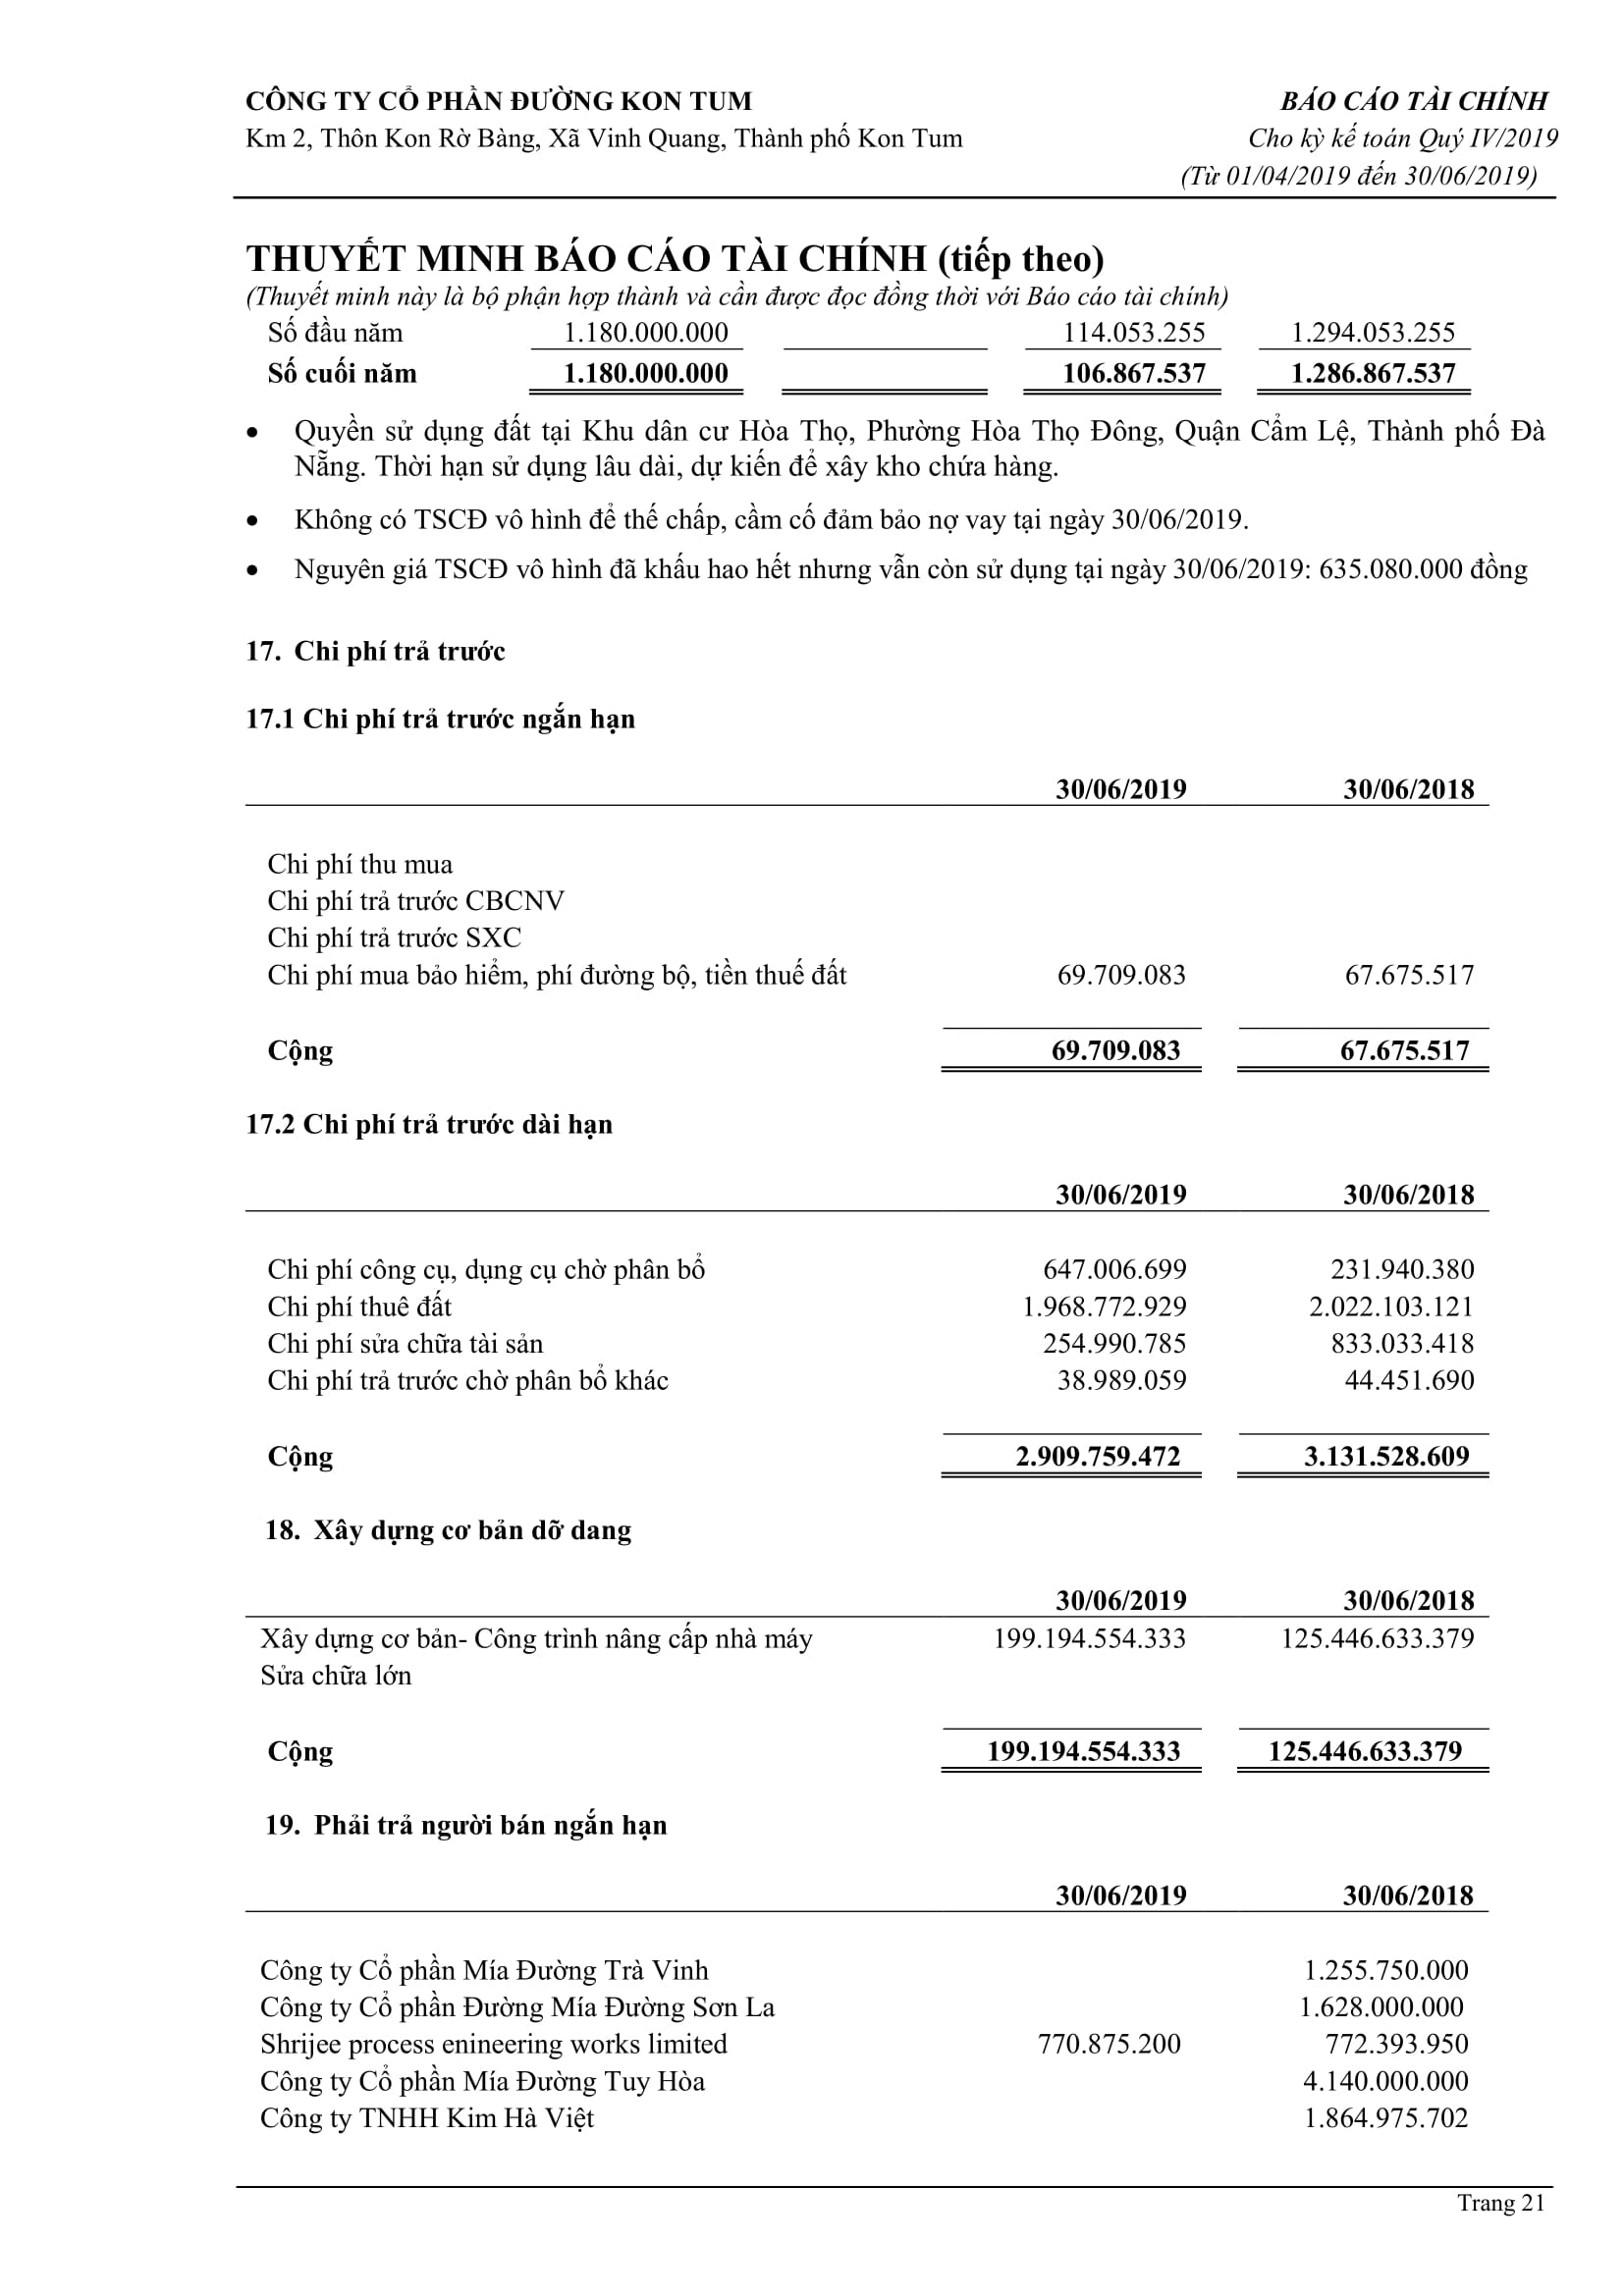 CÔNG TY CỔ PHẦN ĐƯỜNG KON TUM BÁO CÁO TÀI CHÍNH
Km 2, Thôn Kon Rờ Bàng, Xã Vinh Quang, Thành phố Kon Tum Cho kỳ kế toán Quý IV/2019
(Từ 01/04/2019 đến 30/06/2019)
THUYẾT MINH BÁO CÁO TÀI CHÍNH (tiếp theo)
(Thuyết minh này là bộ phận hợp thành và cần được đọc đồng thời với Báo cáo tài chính)
Số đầu năm 1.180.000.000 114.053.255 1.294.053.255
Số cuối năm 1.180.000.000 106.867.537 1.286.867.537
• Quyền sử dụng đất tại Khu dân cư Hòa Thọ, Phường Hòa Thọ Đông, Quận Cẩm Lệ, Thành phố Đà
Nẵng. Thời hạn sử dụng lâu dài, dự kiến để xây kho chứa hàng.
• Không có TSCĐ vô hình để thế chấp, cầm cố đảm bảo nợ vay tại ngày 30/06/2019.
• Nguyên giá TSCĐ vô hình đã khấu hao hết nhưng vẫn còn sử dụng tại ngày 30/06/2019: 635.080.000 đồng
17. Chi phí trả trước
17.1 Chi phí trả trước ngắn hạn
30/06/2019 30/06/2018
Chi phí thu mua
Chi phí trả trước CBCNV
Chi phí trả trước SXC
Chi phí mua bảo hiểm, phí đường bộ, tiền thuế đất 69.709.083 67.675.517
Cộng 69.709.083 67.675.517
17.2 Chi phí trả trước dài hạn
30/06/2019 30/06/2018
Chi phí công cụ, dụng cụ chờ phân bổ 647.006.699 231.940.380
Chi phí thuê đất 1.968.772.929 2.022.103.121
Chi phí sửa chữa tài sản 254.990.785 833.033.418
Chi phí trả trước chờ phân bổ khác 38.989.059 44.451.690
Cộng 2.909.759.472 3.131.528.609
18. Xây dựng cơ bản dỡ dang
30/06/2019 30/06/2018
Xây dựng cơ bản- Công trình nâng cấp nhà máy 199.194.554.333 125.446.633.379
Sửa chữa lớn
Cộng 199.194.554.333 125.446.633.379
19. Phải trả người bán ngắn hạn
30/06/2019 30/06/2018
Công ty Cổ phần Mía Đường Trà Vinh 1.255.750.000
Công ty Cổ phần Đường Mía Đường Sơn La 1.628.000.000
Shrijee process enineering works limited 770.875.200 772.393.950
Công ty Cổ phần Mía Đường Tuy Hòa 4.140.000.000
Công ty TNHH Kim Hà Việt 1.864.975.702
Trang 21